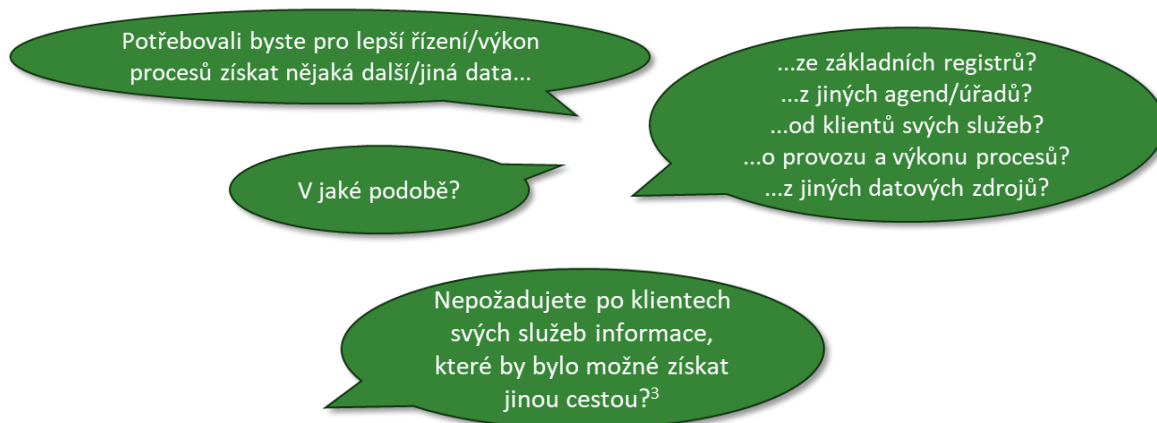 Potřebovali byste pro lepší řízení/výkon
procesů získat nějaká další/jiná data...
...ze základních registrů?
...z jiných agend/úřadů?
...od klientů svých služeb?
...o provozu a výkonu procesů?
...z jiných datových zdrojů?
V jaké podobě?
Nepožadujete po klientech
svých služeb informace,
které by bylo možné získat
jinou cestou?³